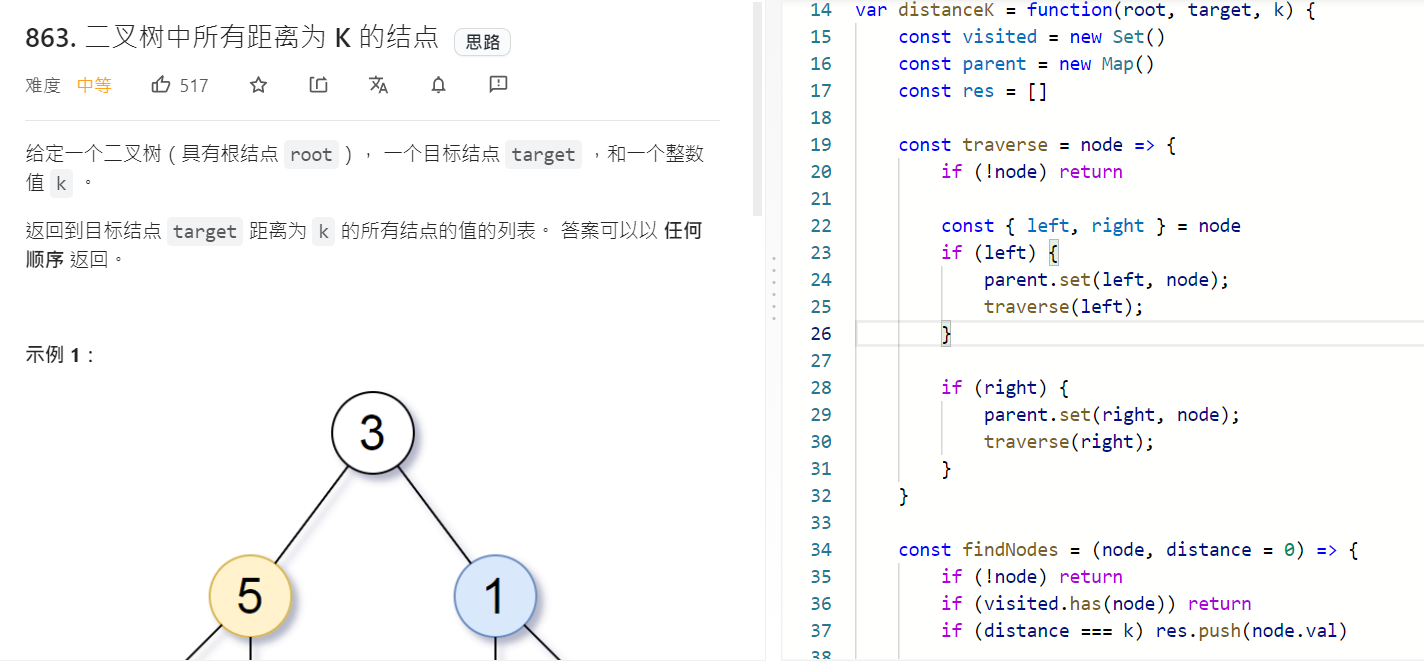 863. 二叉树中所有距离为 K 的结点 思路
难度 中等 517
给定一个二叉树（具有根结点 root）， 一个目标结点 target ，和一个整数
值 k 。
返回到目标结点 target 距离为 k 的所有结点的值的列表。 答案可以以 任何
顺序 返回。
示例 1：
3
5 1
14 var distanceK = function(root, target, k) {
15 const visited = new Set()
16 const parent = new Map()
17 const res = []
18
19 const traverse = node => {
20 if (!node) return
21
22 const { left, right } = node
23 if (left) {
24 parent.set(left, node);
25 traverse(left);
26 }
27
28 if (right) {
29 parent.set(right, node);
30 traverse(right);
31 }
32 }
33
34 const findNodes = (node, distance = 0) => {
35 if (!node) return
36 if (visited.has(node)) return
37 if (distance === k) res.push(node.val)
38